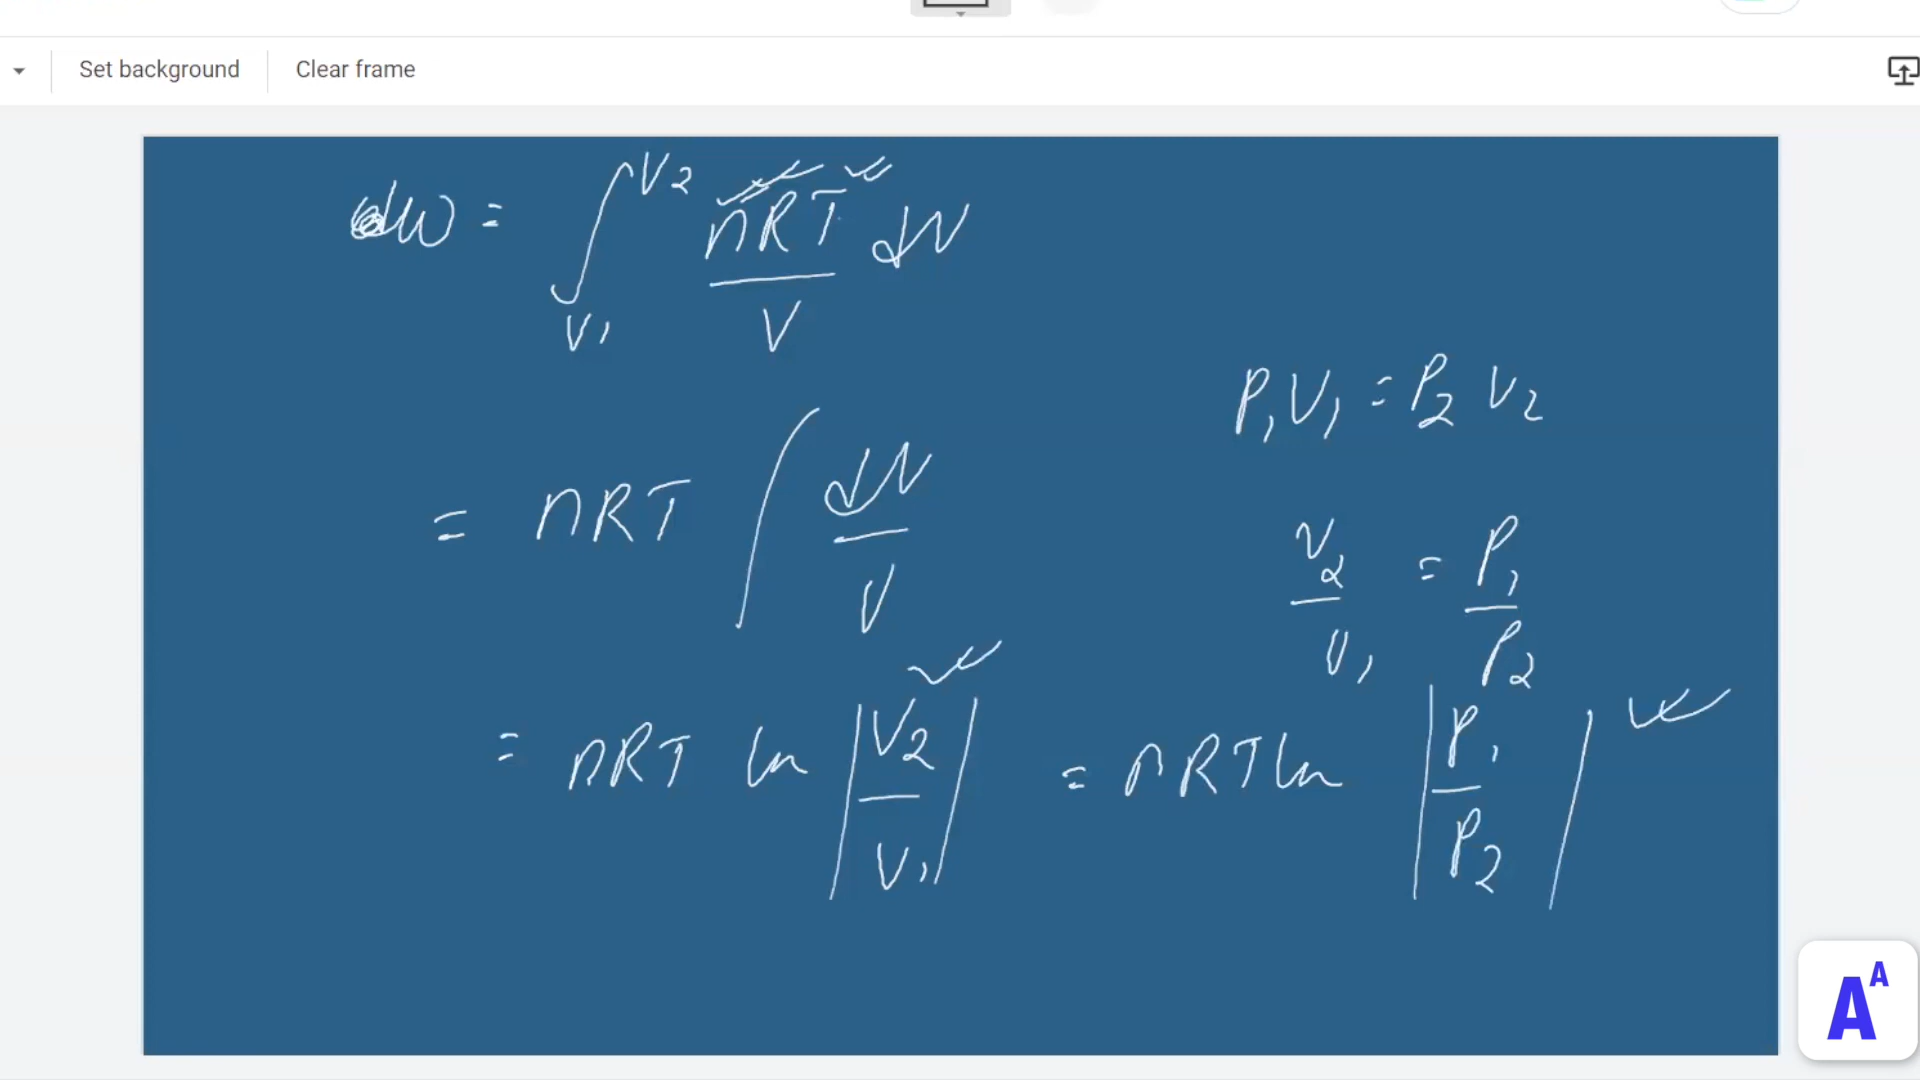 Set background
Clear frame
dW = ∫_{V1}^{V2} nRT/V dV
= nRT ∫ dV/V
= nRT ln |V2/V1| = nRT ln |P1/P2|
P1V1 = P2V2
V2/V1 = P1/P2
AA